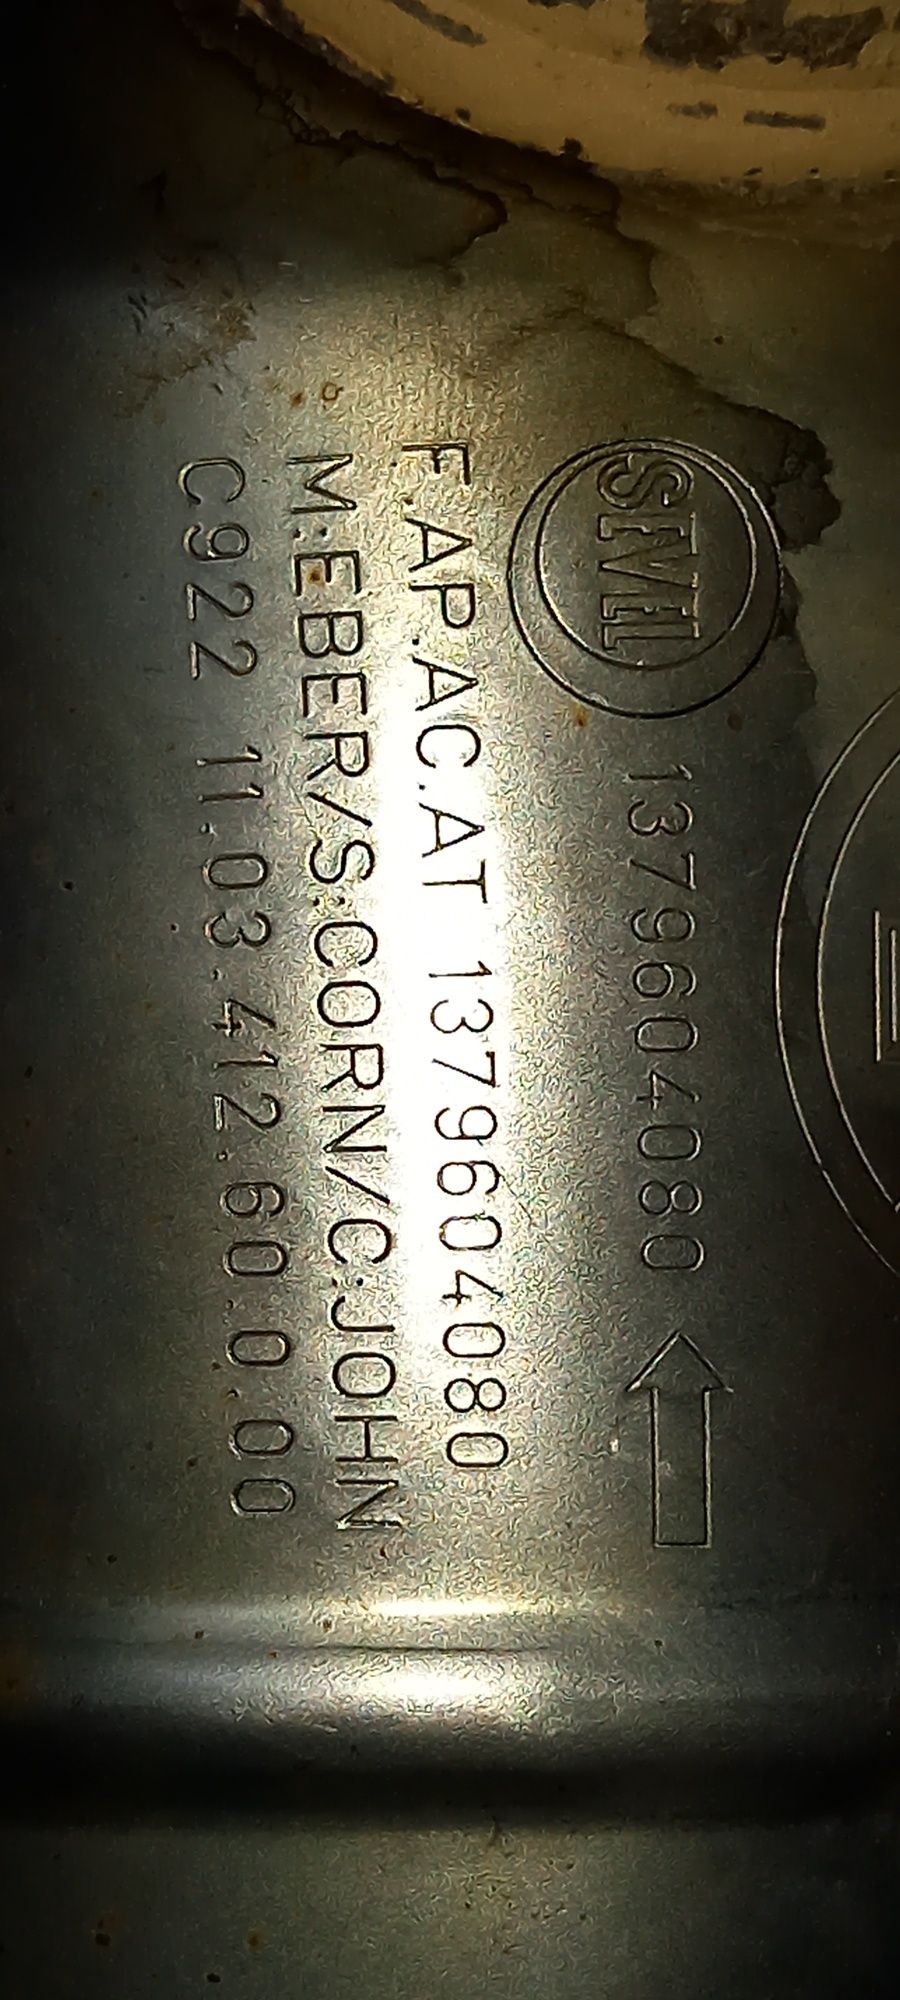 SEVEL 1379604080
F.AP.AC.AT 1379604080
M:EBER/S:CORN/C:JOHN
C922 11.03.412.60.0.00